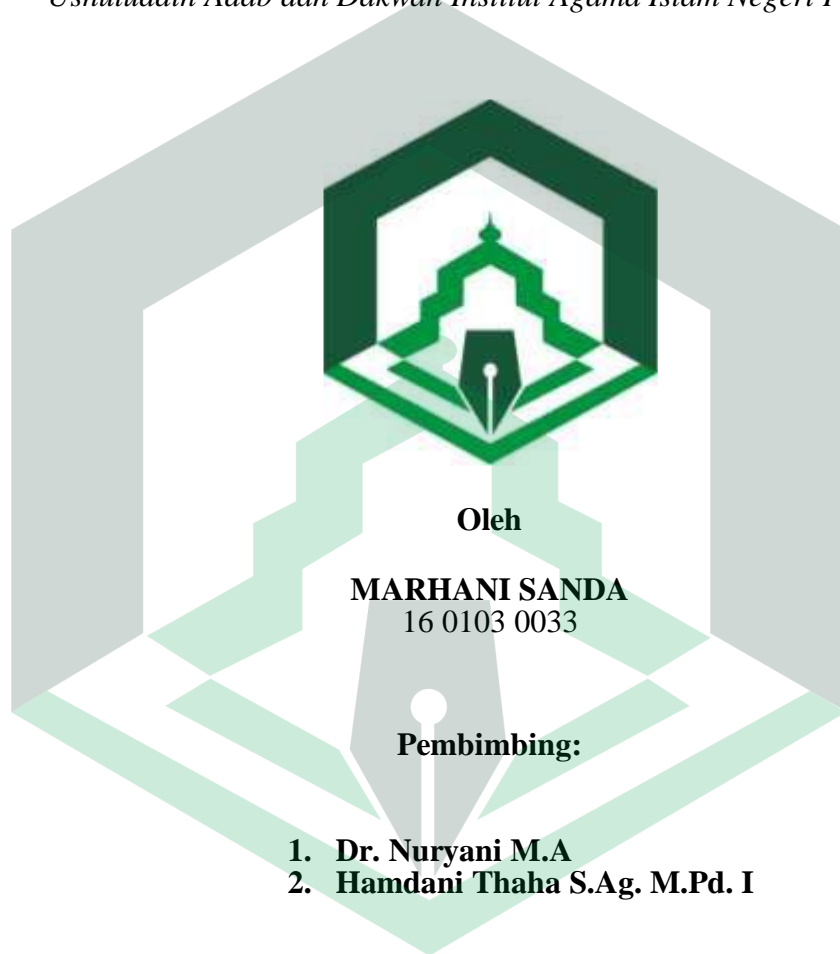 Ushuluddin Adab dan Dakwah Institut Agama Islam Negeri
Oleh
MARHANI SANDA
16 0103 0033
Pembimbing:
1. Dr. Nuryani M.A
2. Hamdani Thaha S.Ag. M.Pd. I